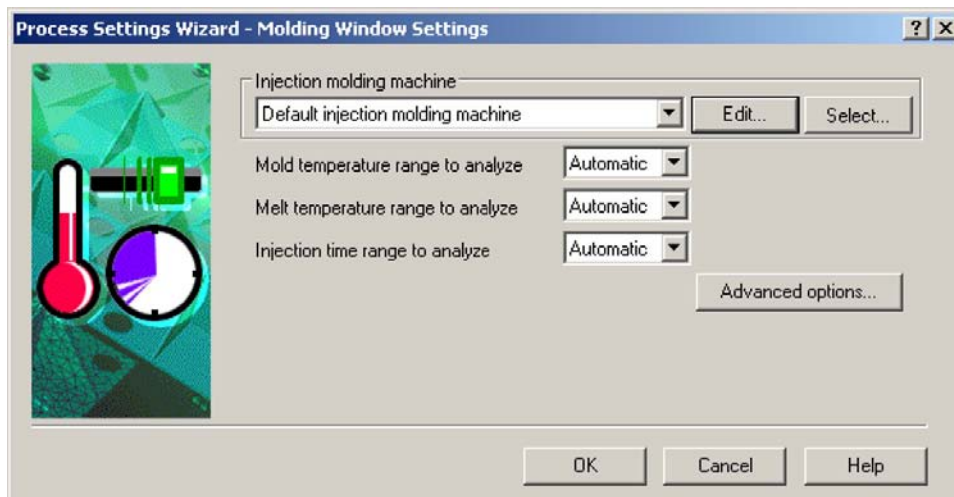 Process Settings Wizard - Molding Window Settings
Injection molding machine
Default injection molding machine
Edit...
Select...
Mold temperature range to analyze
Automatic
Melt temperature range to analyze
Automatic
Injection time range to analyze
Automatic
Advanced options...
OK
Cancel
Help